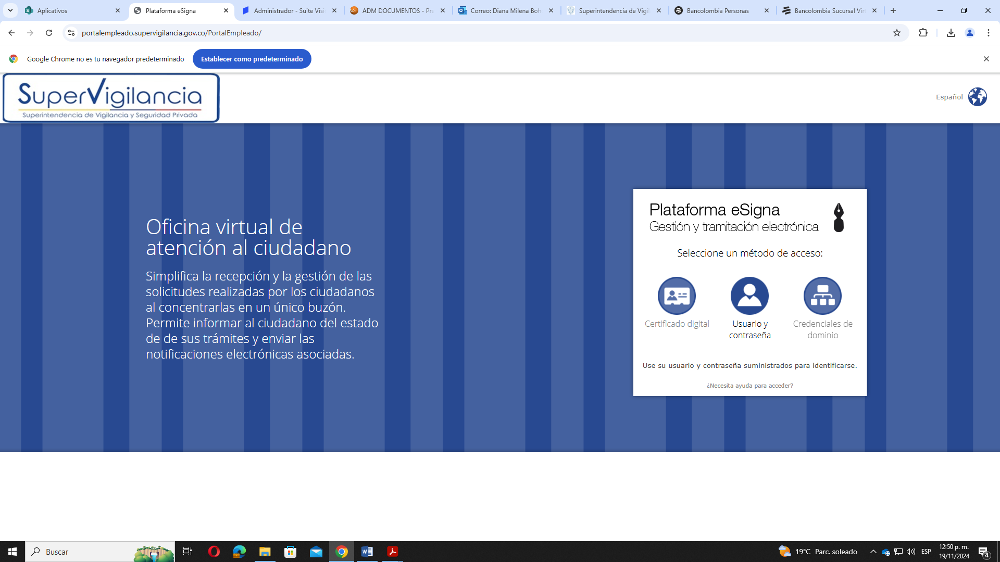 Aplicativos
Plataforma eSigna
Administrador - Suite Visi
ADM DOCUMENTOS - Pr
Correo: Diana Milena Boh
Superintendencia de Vigil
Bancolombia Personas
Bancolombia Sucursal Vir
portalempleado.supervigilancia.gov.co/PortalEmpleado/
Google Chrome no es tu navegador predeterminado
Establecer como predeterminado
SuperVigilancia
Superintendencia de Vigilancia y Seguridad Privada
Español
Oficina virtual de
atención al ciudadano
Simplifica la recepción y la gestión de las
solicitudes realizadas por los ciudadanos
al concentrarlas en un único buzón.
Permite informar al ciudadano del estado
de de sus trámites y enviar las
notificaciones electrónicas asociadas.
Plataforma eSigna
Gestión y tramitación electrónica
Seleccione un método de acceso:
Certificado digital
Usuario y
contraseña
Credenciales de
dominio
Use su usuario y contraseña suministrados para identificarse.
¿Necesita ayuda para acceder?
Buscar
19°C Parc. soleado
ESP
12:50 p. m.
19/11/2024
4